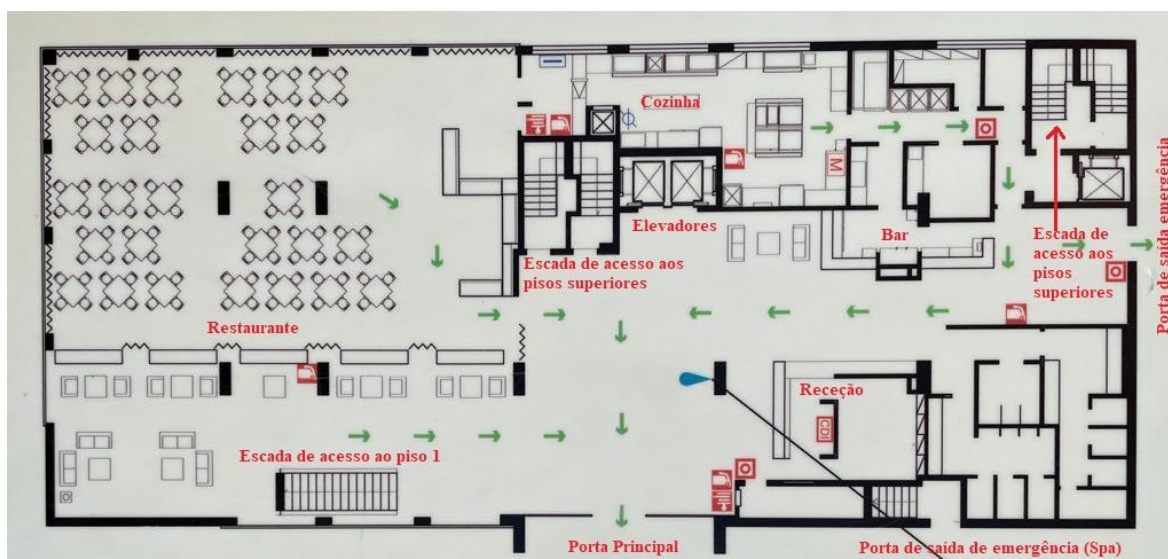 Cozinha
M
Elevadores
Bar
Escada de
acesso aos
pisos
superiores
Porta de saída emergência
Escada de acesso aos
pisos superiores
Restaurante
Receção
CDI
Escada de acesso ao piso 1
Porta Principal
Porta de saída de emergência (Spa)